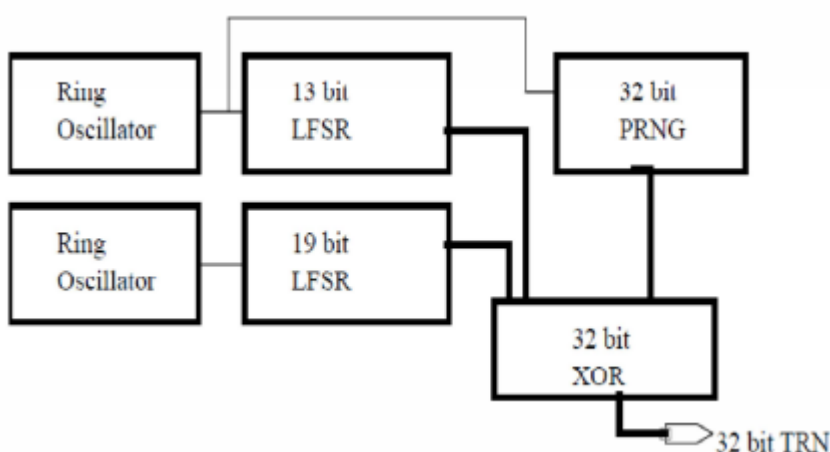 Ring
Oscillator
13 bit
LFSR
32 bit
PRNG
Ring
Oscillator
19 bit
LFSR
32 bit
XOR
32 bit TRN